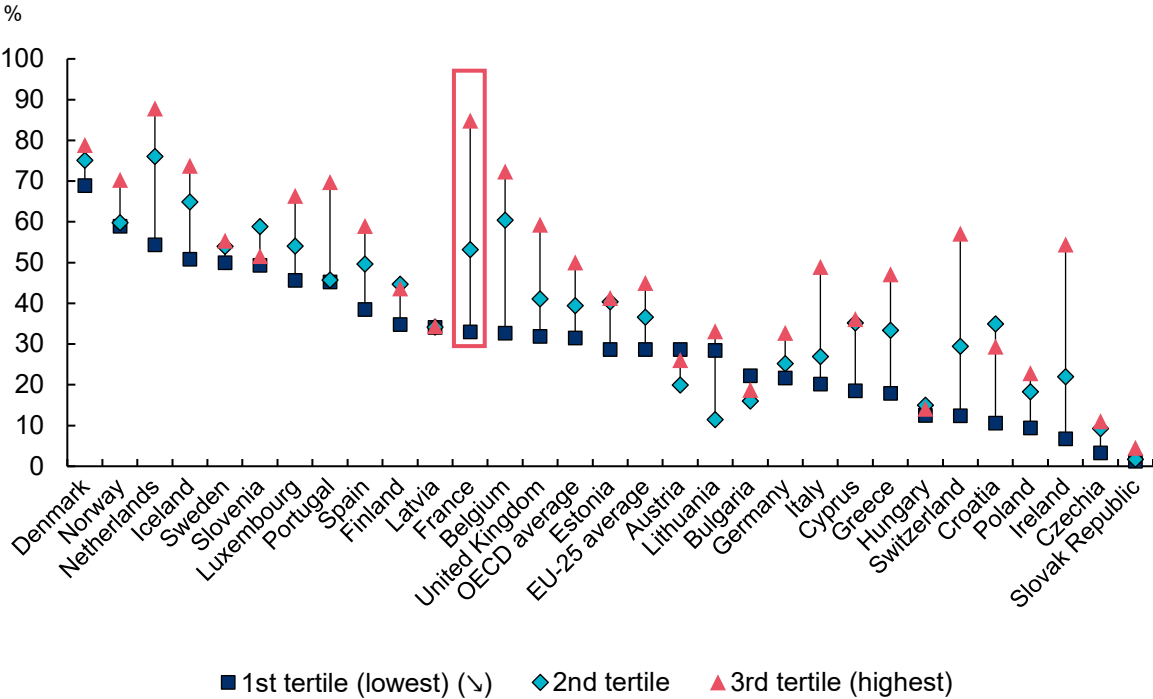 %
100
90
80
70
60
50
40
30
20
10
0
Denmark
Norway
Netherlands
Iceland
Sweden
Slovenia
Luxembourg
Portugal
Spain
Finland
Latvia
France
Belgium
United Kingdom
OECD average
Estonia
EU-25 average
Austria
Lithuania
Bulgaria
Germany
Italy
Cyprus
Greece
Hungary
Switzerland
Croatia
Poland
Ireland
Czechia
Slovak Republic
1st tertile (lowest) (↘) 2nd tertile 3rd tertile (highest)